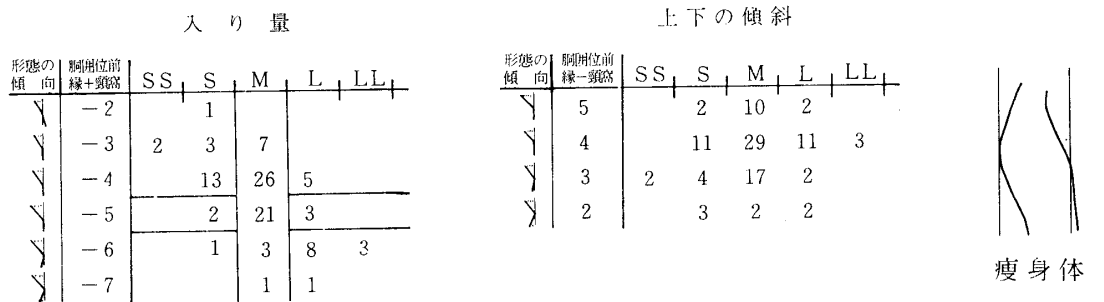 入り量
形態の傾向 胴囲位前縁+頸窩 SS S M L LL
-2 1
-3 2 3 7
-4 13 26 5
-5 2 21 3
-6 1 3 8 3
-7 1 1
上下の傾斜
形態の傾向 胴囲位前縁-頸窩 SS S M L LL
5 2 10 2
4 11 29 11 3
3 2 4 17 2
2 3 2 2
痩身体